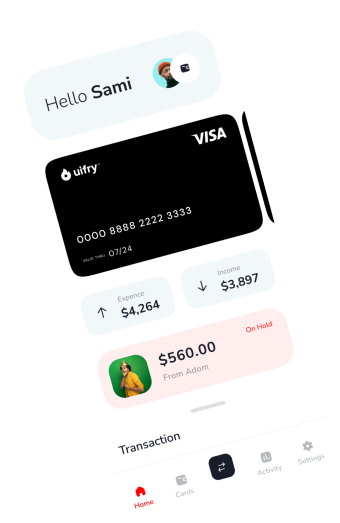 Hello Sami
uifry
VISA
0000 8888 2222 3333
VALID THRU 07/24
Expence
$4,264
Income
$3,897
On Hold
$560.00
From Adom
Transaction
Home
Cards
Activity
Settings